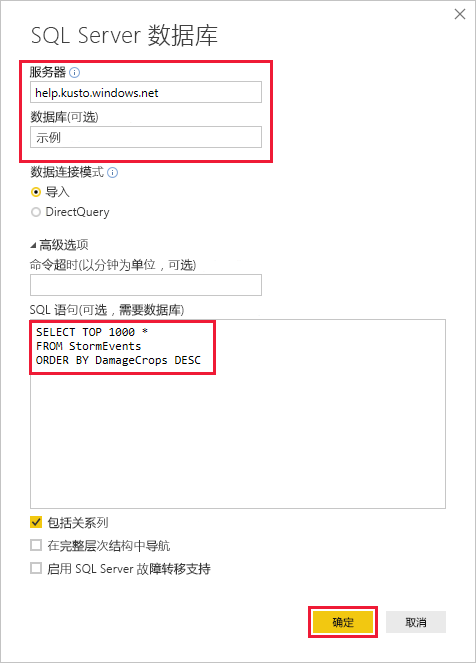 SQL Server 数据库
服务器
help.kusto.windows.net
数据库(可选)
示例
数据连接模式
导入
DirectQuery
高级选项
命令超时(以分钟为单位，可选)
SQL 语句(可选，需要数据库)
SELECT TOP 1000 *
FROM StormEvents
ORDER BY DamageCrops DESC
包括关系列
在完整层次结构中导航
启用 SQL Server 故障转移支持
确定
取消